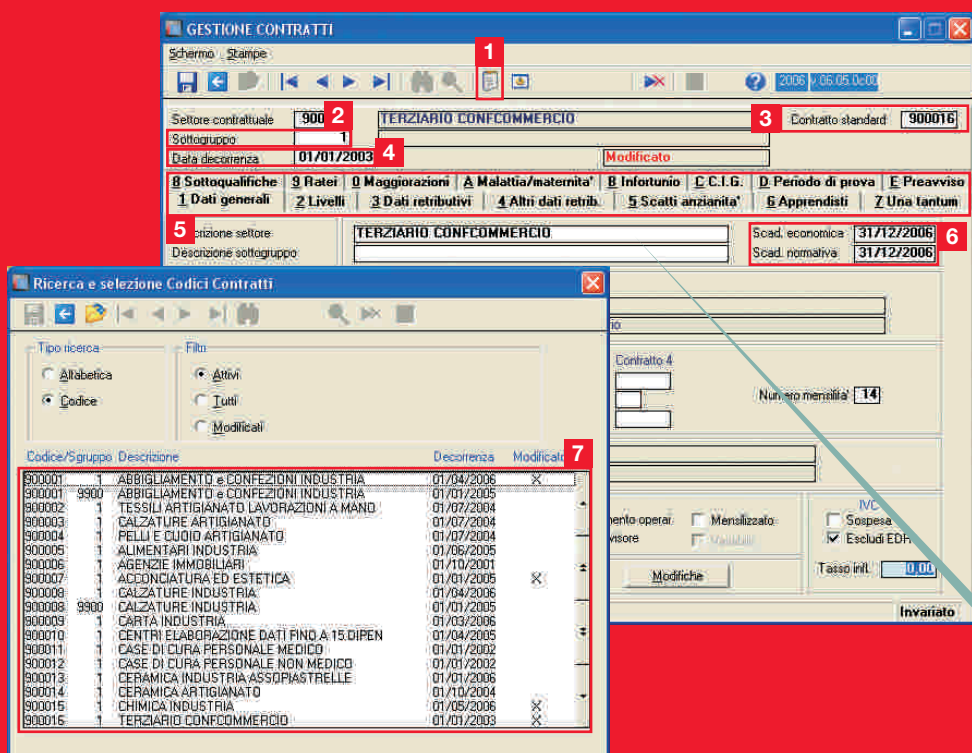 GESTIONE CONTRATTI
Schermo Stampe
1
2006 v.06.05.0c00
Settore contrattuale 900 2 TERZIARIO CONFCOMMERCIO 3 Contratto standard 900016
Sottogruppo 1
Data decorrenza 01/01/2003 4 Modificato
8 Sottoqualifiche 9 Ratei 0 Maggiorazioni A Malattia/maternita' B Infortunio C C.I.G. D Periodo di prova E Preavviso
1 Dati generali 2 Livelli 3 Dati retributivi 4 Altri dati retrib. 5 Scatti anzianita' 6 Apprendisti 7 Una tantum
5 crizione settore TERZIARIO CONFCOMMERCIO Scad. economica 31/12/2006 6
Descrizione sottogruppo Scad. normativa 31/12/2006
Ricerca e selezione Codici Contratti
Tipo ricerca Filtri
Alfabetica Attivi
Codice Tutti
Modificati
rio
Contratto 4
Numero mensilita' 14
Codice/Sgruppo Descrizione Decorrenza Modificato 7
900001 1 ABBIGLIAMENTO e CONFEZIONI INDUSTRIA 01/04/2006 X
900001 9900 ABBIGLIAMENTO e CONFEZIONI INDUSTRIA 01/01/2005
900002 1 TESSILI ARTIGIANATO LAVORAZIONI A MANO 01/07/2004
900003 1 CALZATURE ARTIGIANATO 01/07/2004
900004 1 PELLI E CUOIO ARTIGIANATO 01/07/2004
900005 1 ALIMENTARI INDUSTRIA 01/06/2005
900006 1 AGENZIE IMMOBILIARI 01/10/2001
900007 1 ACCONCIATURA ED ESTETICA 01/01/2005 X
900008 1 CALZATURE INDUSTRIA 01/04/2006
900008 9900 CALZATURE INDUSTRIA 01/01/2005
900009 1 CARTA INDUSTRIA 01/03/2006
900010 1 CENTRI ELABORAZIONE DATI FINO A 15 DIPEN 01/04/2005
900011 1 CASE DI CURA PERSONALE MEDICO 01/01/2002
900012 1 CASE DI CURA PERSONALE NON MEDICO 01/01/2002
900013 1 CERAMICA INDUSTRIA ASSOPIASTRELLE 01/01/2006
900014 1 CERAMICA ARTIGIANATO 01/10/2004
900015 1 CHIMICA INDUSTRIA 01/05/2006 X
900016 1 TERZIARIO CONFCOMMERCIO 01/01/2003 X
IVC
mento operai Mensilizzato Sospesa
visore Variabili Escludi EDR
Modifiche Tasso infl. 0,00
Invariato